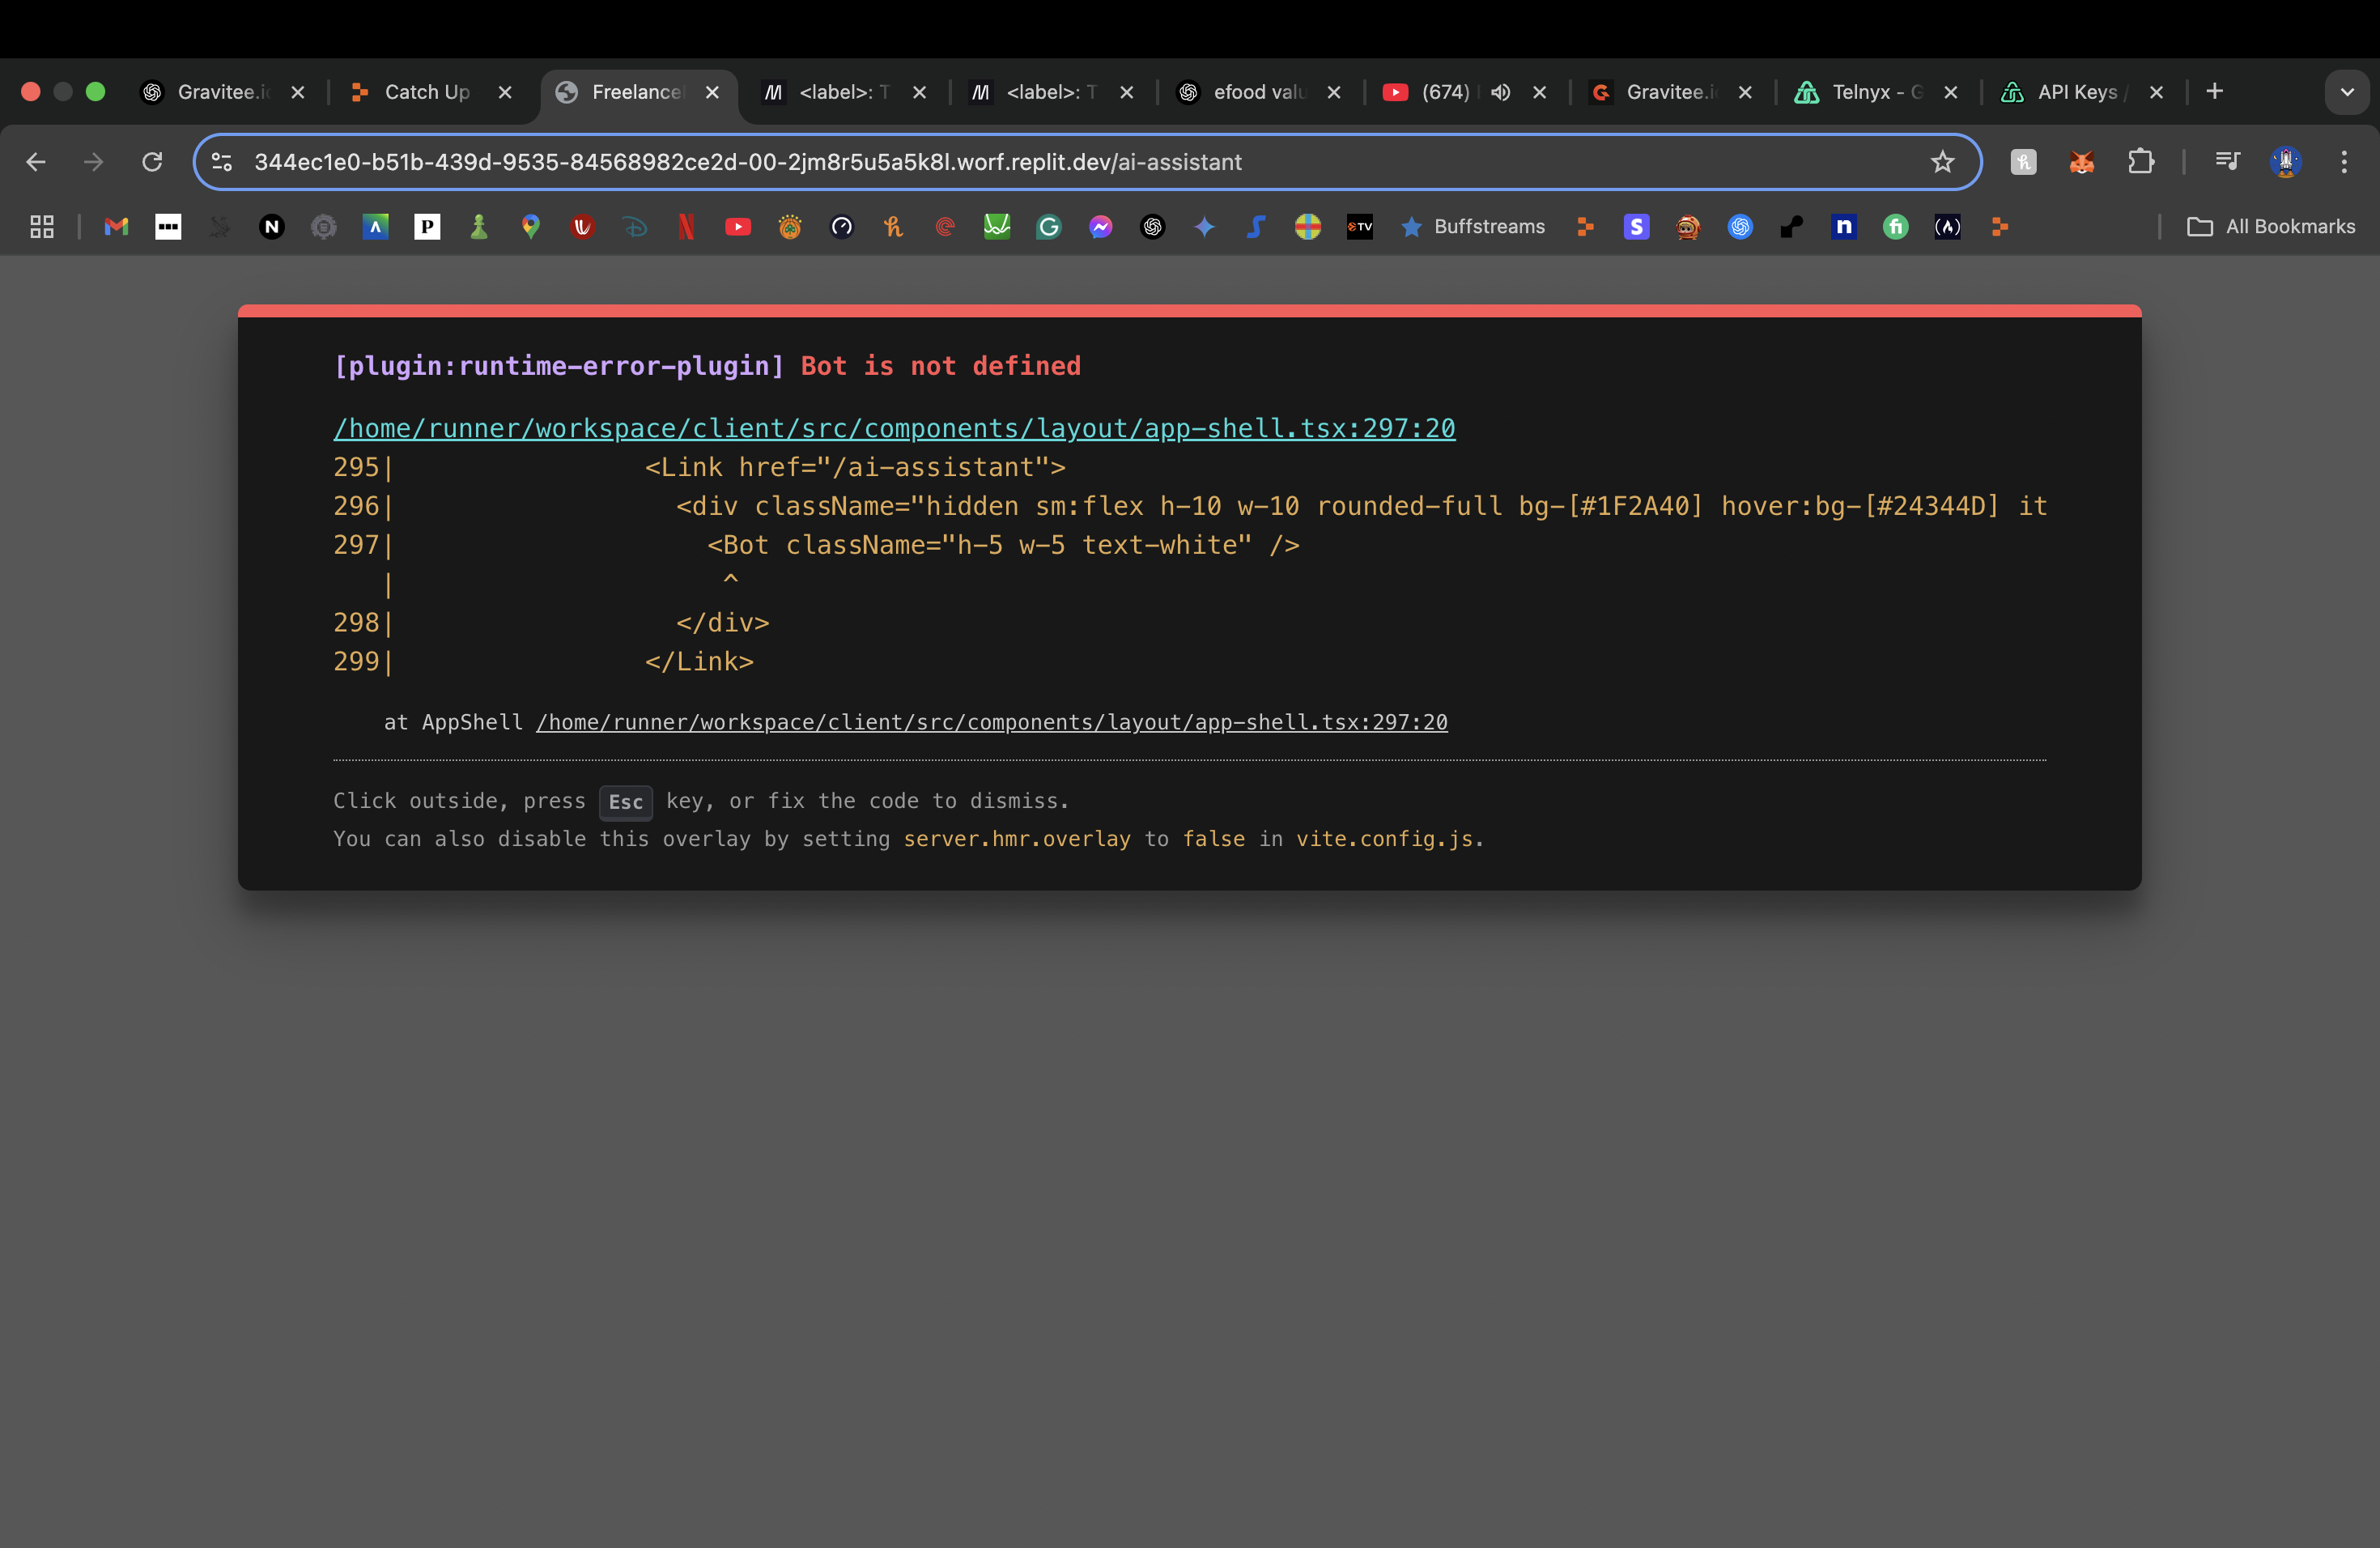 Gravitee.i
Catch Up
Freelance
<label>: T
<label>: T
efood valu
(674)
Gravitee.i
Telnyx - G
API Keys /
344ec1e0-b51b-439d-9535-84568982ce2d-00-2jm8r5u5a5k8l.worf.replit.dev/ai-assistant
Buffstreams
All Bookmarks
[plugin:runtime-error-plugin] Bot is not defined
/home/runner/workspace/client/src/components/layout/app-shell.tsx:297:20
295|                <Link href="/ai-assistant">
296|                  <div className="hidden sm:flex h-10 w-10 rounded-full bg-[#1F2A40] hover:bg-[#24344D] it
297|                    <Bot className="h-5 w-5 text-white" />
|                     ^
298|                  </div>
299|                </Link>
at AppShell /home/runner/workspace/client/src/components/layout/app-shell.tsx:297:20
Click outside, press Esc key, or fix the code to dismiss.
You can also disable this overlay by setting server.hmr.overlay to false in vite.config.js.